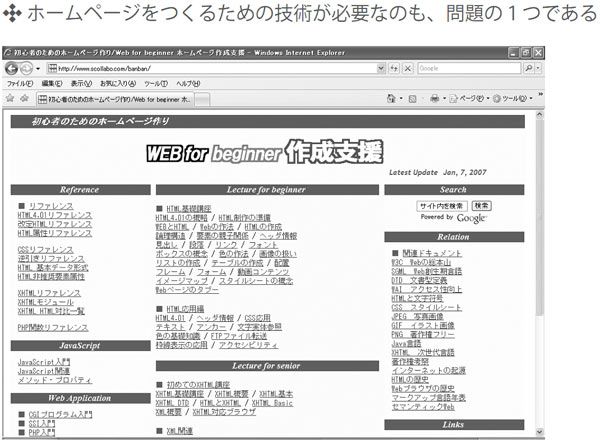 ホームページをつくるための技術が必要なのも、問題の１つである
初心者のためのホームページ作り/Web for beginner ホームページ作成支援 - Windows Internet Explorer
http://www.scollabo.com/banban/
Google
ファイル(F) 編集(E) 表示(V) お気に入り(A) ツール(T) ヘルプ(H)
初心者のためのホームページ作り/Web for beginner ホ...
ページ(P) ツール(O)
初心者のためのホームページ作り
WEB for beginner 作成支援
Latest Update Jan, 7, 2007
Reference
■ リファレンス
HTML4.01リファレンス
改定HTMLリファレンス
HTML属性リファレンス
CSSリファレンス
逆引きリファレンス
HTML 基本データ形式
HTML非推奨要素属性
XHTMLリファレンス
XHTMLモジュール
XHTML HTML対比一覧
PHP関数リファレンス
JavaScript
JavaScript入門
JavaScript関連
メソッド・プロパティ
Web Application
■ CGIプログラム入門
■ SSI入門
■ PHP入門
Lecture for beginner
■ HTML基礎講座
HTML4.01の概略 / HTML制作の準備
WEBとHTML / Webの作法 / HTMLの作成
論理構造 / 要素の親子関係 / ヘッダ情報
見出し / 段落 / リンク / フォント
ボックスの概念 / 色の作法 / 画像の扱い
リストの作成 / テーブルの作成 / 配置
フレーム / フォーム / 動画コンテンツ
イメージマップ / スタイルシートの概念
Webページのタブー
■ HTML応用編
HTML4.01 / ヘッダ情報 / CSS応用
テキスト / アンカー / 文字実体参照
色の基礎知識 / FTPファイル転送
枠線表示の応用 / アクセシビリティ
Lecture for senior
■ 初めてのXHTML講座
XHTML基礎講座 / XHTML概要 / XHTML基本
XHTML DTD / HTMLとXHTML / XHTML Basic
XML概要 / XHTML対応ブラウザ
■ XML関連
Search
サイト内を検索 検索
Powered by Google
Relation
■ 関連ドキュメント
W3C Webの総本山
SGML Web創生期言語
DTD 文書型定義
WAI アクセス性向上
HTMLと文字符号
CSS スタイルシート
JPEG 写真画像
GIF イラスト画像
PNG 著作権フリー
Java言語
XHTML 次世代言語
著作権考察
インターネットの起源
HTMLの歴史
Webブラウザの歴史
マークアップ言語年表
セマンティックWeb
Links